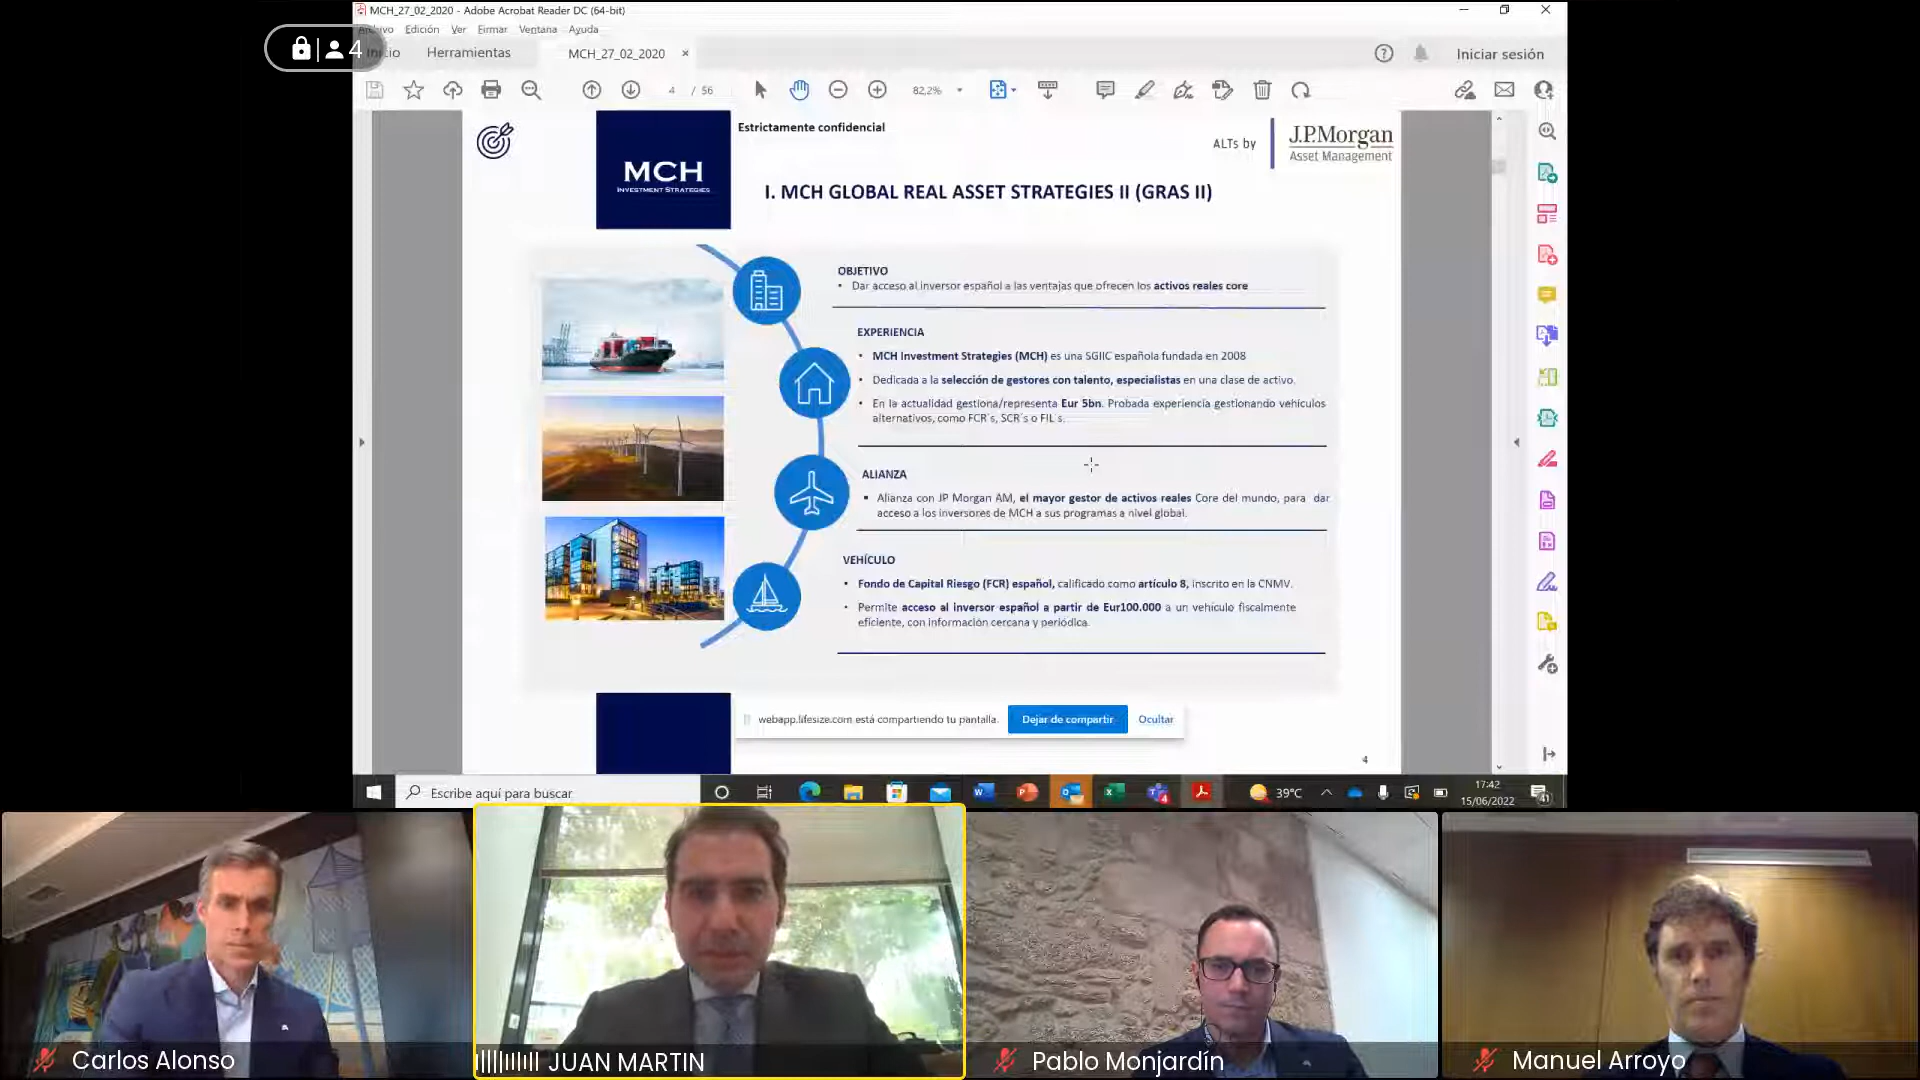 MCH_27_02_2020 - Adobe Acrobat Reader DC (64-bit)
Archivo Edición Ver Firmar Ventana Ayuda
4
Inicio Herramientas MCH_27_02_2020 × Iniciar sesión
4 / 56 82,2%
Estrictamente confidencial
MCH
INVESTMENT STRATEGIES
ALTs by
J.P.Morgan
Asset Management
I. MCH GLOBAL REAL ASSET STRATEGIES II (GRAS II)
OBJETIVO
• Dar acceso al inversor español a las ventajas que ofrecen los activos reales core
EXPERIENCIA
• MCH Investment Strategies (MCH) es una SGIIC española fundada en 2008
• Dedicada a la selección de gestores con talento, especialistas en una clase de activo.
• En la actualidad gestiona/representa Eur 5bn. Probada experiencia gestionando vehículos
alternativos, como FCR´s, SCR´s o FIL´s.
ALIANZA
▪ Alianza con JP Morgan AM, el mayor gestor de activos reales Core del mundo, para dar
acceso a los inversores de MCH a sus programas a nivel global.
VEHÍCULO
• Fondo de Capital Riesgo (FCR) español, calificado como artículo 8, inscrito en la CNMV.
• Permite acceso al inversor español a partir de Eur100.000 a un vehículo fiscalmente
eficiente, con información cercana y periódica.
webapp.lifesize.com está compartiendo tu pantalla. Dejar de compartir Ocultar
4
Escribe aquí para buscar
39°C
17:42
15/06/2022
41
Carlos Alonso
JUAN MARTIN
Pablo Monjardín
Manuel Arroyo